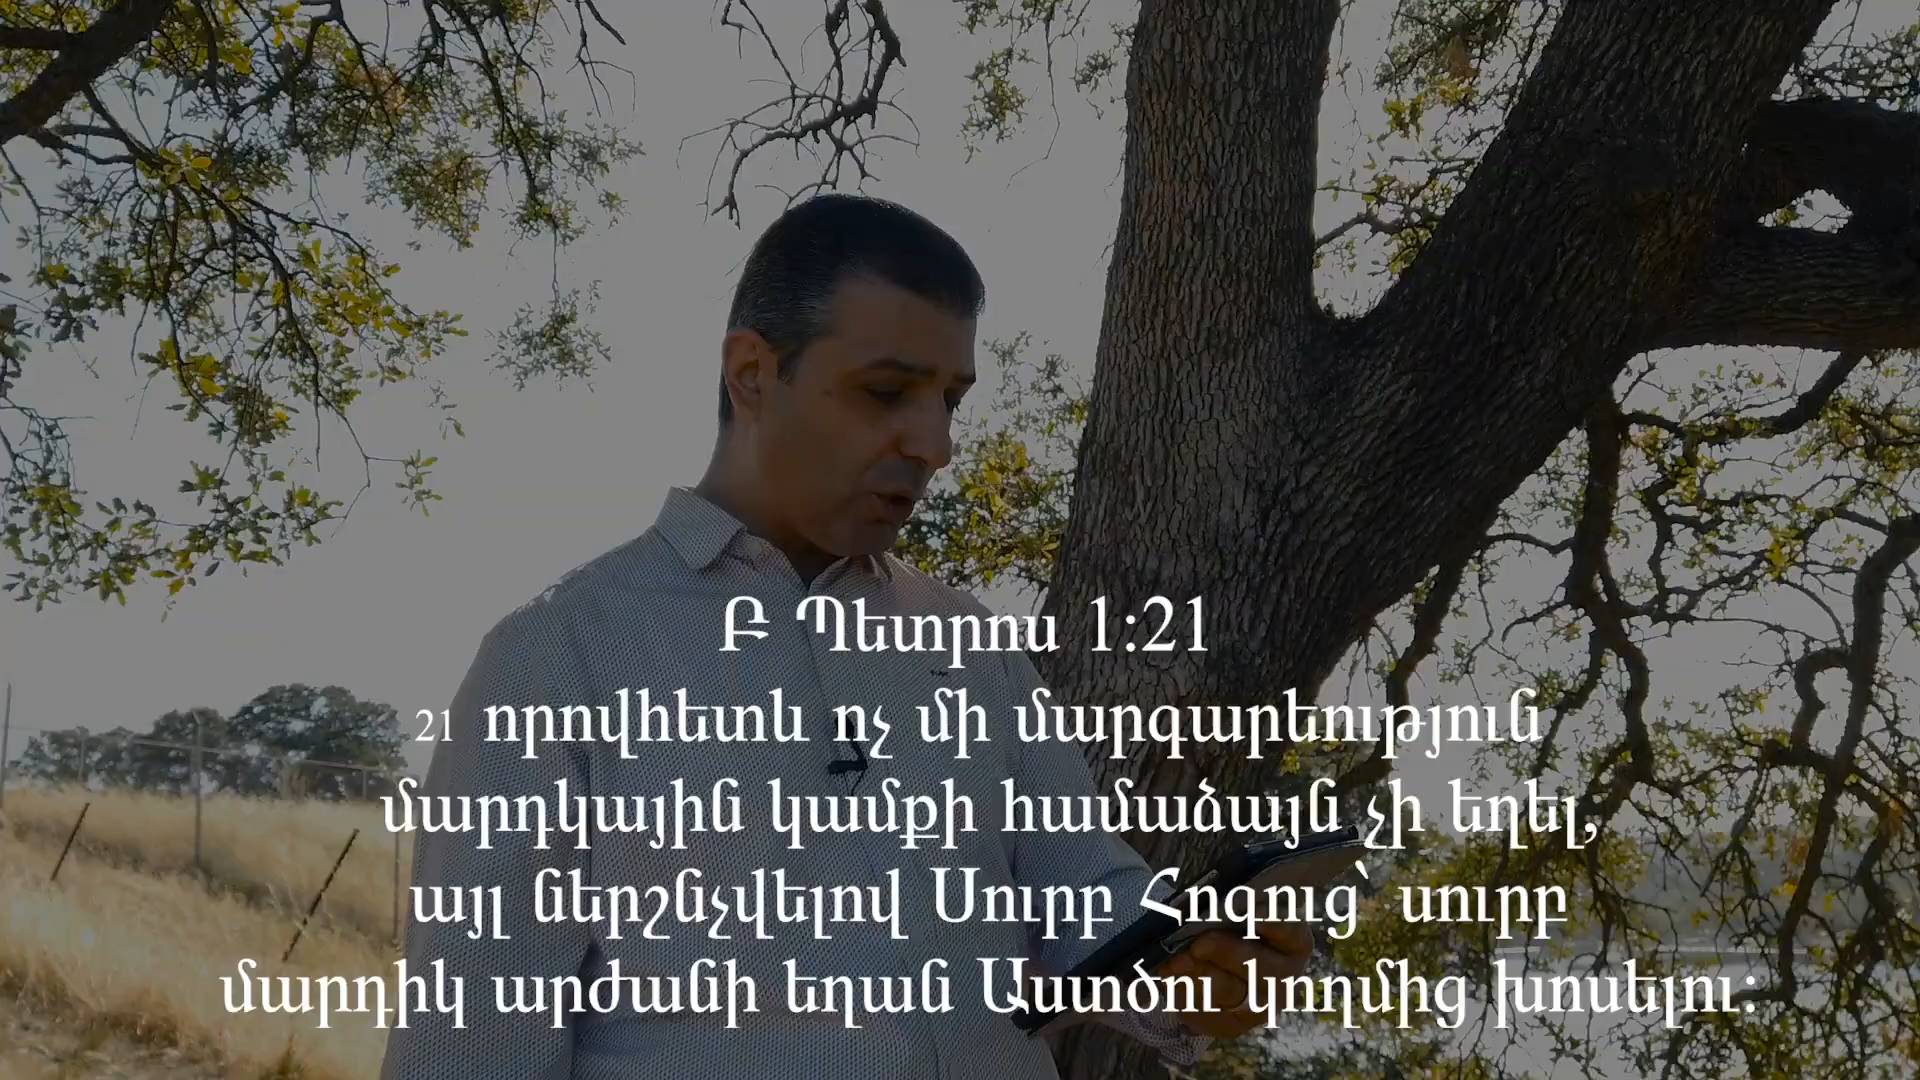 Բ Պետրոս 1:21
21 որովհետև ոչ մի մարգարեություն
մարդկային կամքի համաձայն չի եղել,
այլ ներշնչվելով Սուրբ Հոգուց՝ սուրբ
մարդիկ արժանի եղան Աստծու կողմից խոսելու: